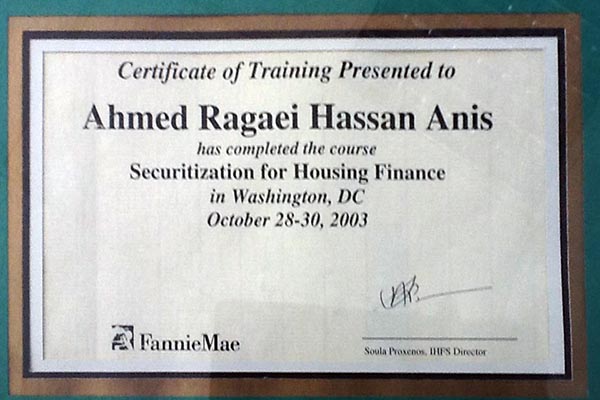 Certificate of Training Presented to
Ahmed Ragaei Hassan Anis
has completed the course
Securitization for Housing Finance
in Washington, DC
October 28-30, 2003
FannieMae
Soula Proxenos, IHFS Director